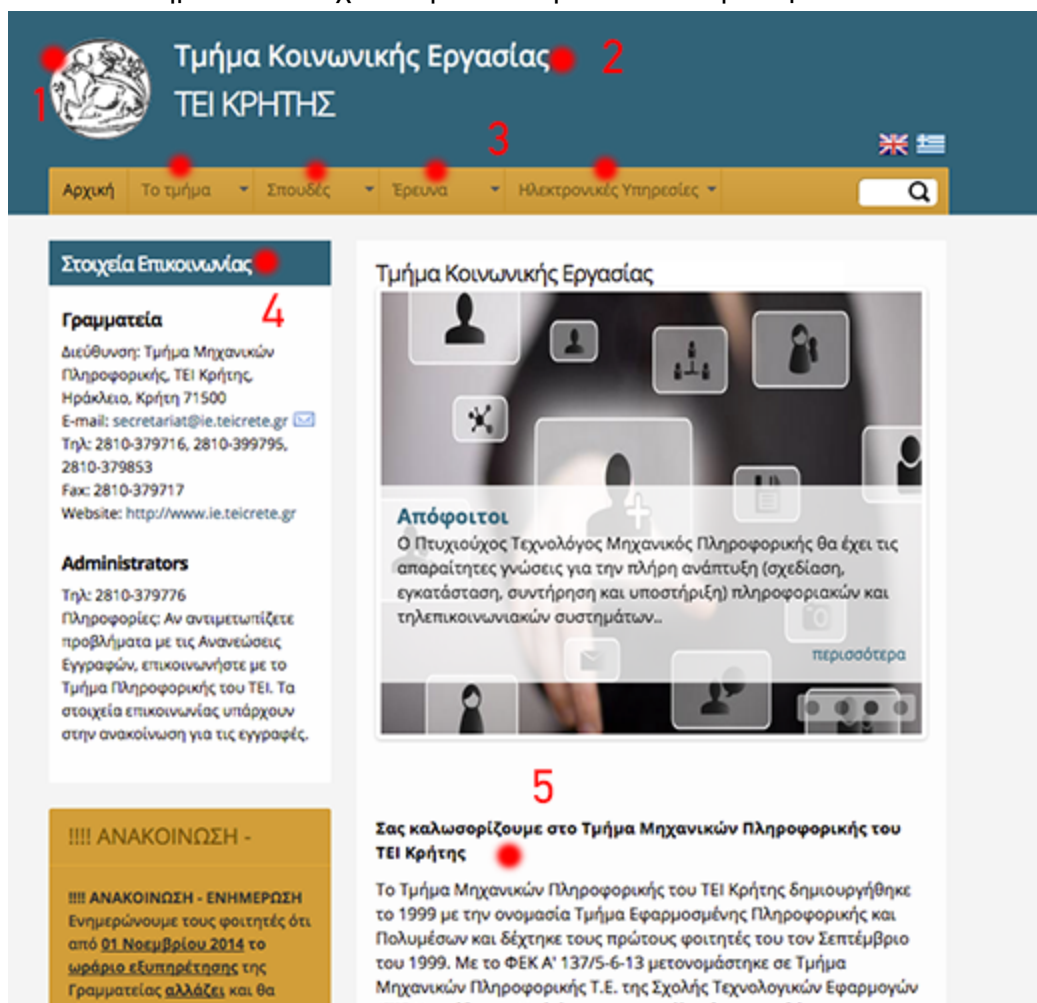 Τμήμα Κοινωνικής Εργασίας
2
1
ΤΕΙ ΚΡΗΤΗΣ
3
Αρχική Το τμήμα Σπουδές Έρευνα Ηλεκτρονικές Υπηρεσίες
Στοιχεία Επικοινωνίας
4
Γραμματεία
Διεύθυνση: Τμήμα Μηχανικών
Πληροφορικής, ΤΕΙ Κρήτης,
Ηράκλειο, Κρήτη 71500
E-mail: secretariat@ie.teicrete.gr
Τηλ: 2810-379716, 2810-399795,
2810-379853
Fax: 2810-379717
Website: http://www.ie.teicrete.gr
Administrators
Τηλ: 2810-379776
Πληροφορίες: Αν αντιμετωπίζετε
προβλήματα με τις Ανανεώσεις
Εγγραφών, επικοινωνήστε με το
Τμήμα Πληροφορικής του ΤΕΙ. Τα
στοιχεία επικοινωνίας υπάρχουν
στην ανακοίνωση για τις εγγραφές.
!!!! ΑΝΑΚΟΙΝΩΣΗ -
!!!! ΑΝΑΚΟΙΝΩΣΗ - ΕΝΗΜΕΡΩΣΗ
Ενημερώνουμε τους φοιτητές ότι
από 01 Νοεμβρίου 2014 το
ωράριο εξυπηρέτησης της
Γραμματείας αλλάζει και θα
Τμήμα Κοινωνικής Εργασίας
Απόφοιτοι
Ο Πτυχιούχος Τεχνολόγος Μηχανικός Πληροφορικής θα έχει τις
απαραίτητες γνώσεις για την πλήρη ανάπτυξη (σχεδίαση,
εγκατάσταση, συντήρηση και υποστήριξη) πληροφοριακών και
τηλεπικοινωνιακών συστημάτων..
περισσότερα
5
Σας καλωσορίζουμε στο Τμήμα Μηχανικών Πληροφορικής του
ΤΕΙ Κρήτης
Το Τμήμα Μηχανικών Πληροφορικής του ΤΕΙ Κρήτης δημιουργήθηκε
το 1999 με την ονομασία Τμήμα Εφαρμοσμένης Πληροφορικής και
Πολυμέσων και δέχτηκε τους πρώτους φοιτητές του τον Σεπτέμβριο
του 1999. Με το ΦΕΚ Α' 137/5-6-13 μετονομάστηκε σε Τμήμα
Μηχανικών Πληροφορικής Τ.Ε. της Σχολής Τεχνολογικών Εφαρμογών